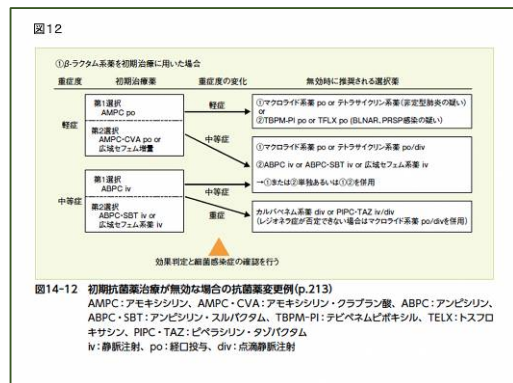 図12
①β-ラクタム系薬を初期治療に用いた場合
重症度 初期治療薬 重症度の変化 無効時に推奨される選択薬
軽症
第1選択
AMPC po
第2選択
AMPC-CVA po or
広域セフェム増量
軽症
中等症
①マクロライド系薬 po or テトラサイクリン系薬(非定型肺炎の疑い)
or
②TBPM-PI po or TFLX po (BLNAR、PRSP感染の疑い)
①マクロライド系薬 po or テトラサイクリン系薬 po/div
②ABPC iv or ABPC-SBT iv or 広域セフェム系薬 iv
→①または②単独あるいは①②を併用
中等症
第1選択
ABPC iv
第2選択
ABPC-SBT iv or
広域セフェム系薬 iv
中等症
重症
カルバペネム系薬 div or PIPC-TAZ iv/div
(レジオネラ症が否定できない場合はマクロライド系薬 po/divを併用)
効果判定と細菌感染症の確認を行う
図14-12 初期抗菌薬治療が無効な場合の抗菌薬変更例(p.213)
AMPC：アモキシシリン、AMPC・CVA：アモキシシリン・クラブラン酸、ABPC：アンピシリン、
ABPC・SBT：アンピシリン・スルバクタム、TBPM-PI：テビペネムピボキシル、TELX：トスフロ
キサシン、PIPC・TAZ：ピペラシリン・タゾバクタム
iv：静脈注射、po：経口投与、div：点滴静脈注射